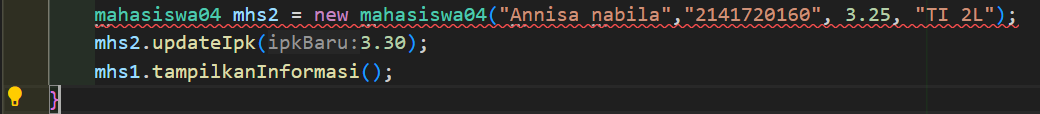 mahasiswa04 mhs2 = new mahasiswa04("Annisa nabila","2141720160", 3.25, "TI 2L");
mhs2.updateIpk(ipkBaru:3.30);
mhs1.tampilkanInformasi();
}